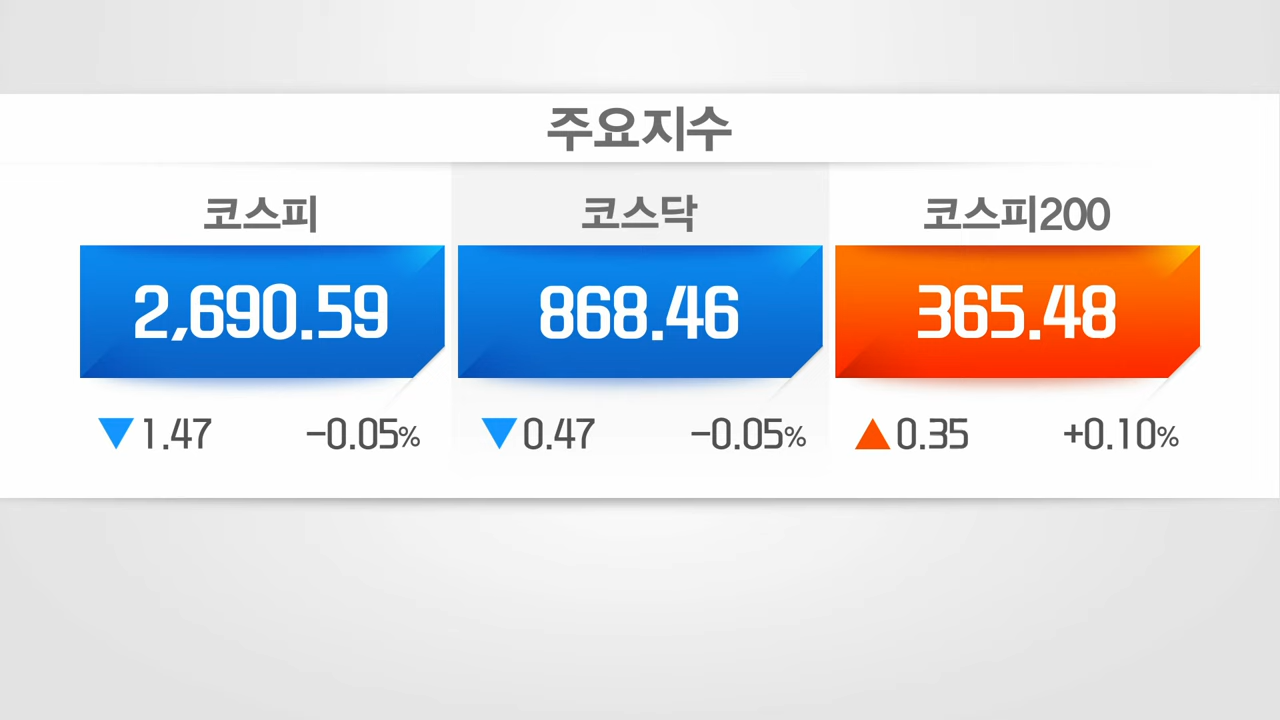 주요지수
코스피 코스닥 코스피200
2,690.59 868.46 365.48
▼1.47 -0.05% ▼0.47 -0.05% ▲0.35 +0.10%